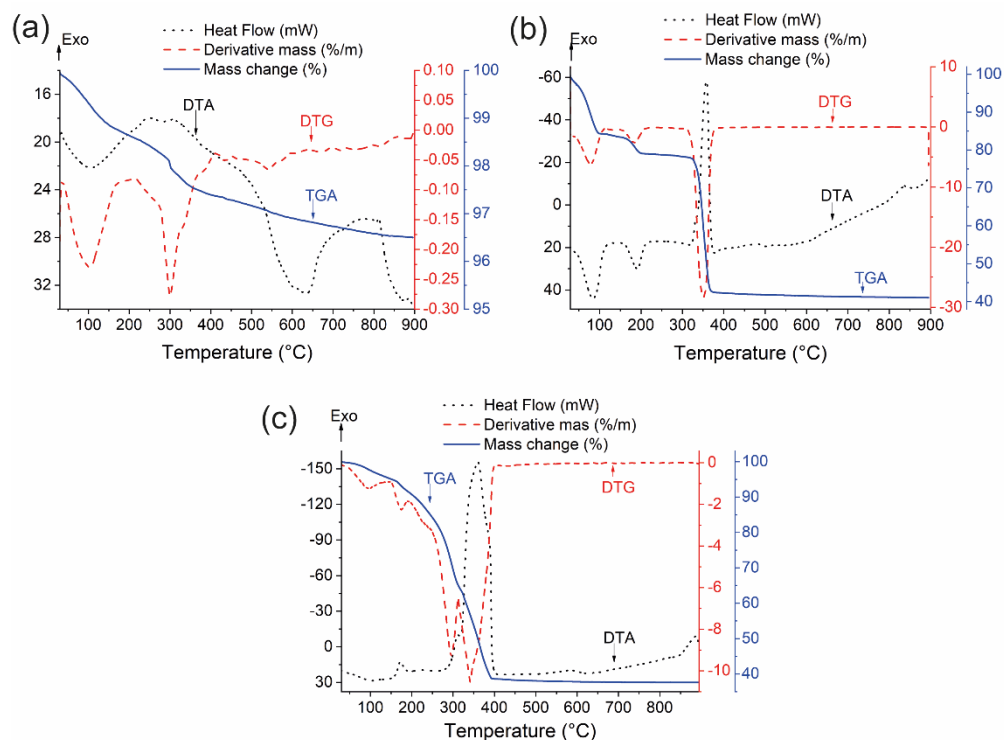 (a)
Exo
Heat Flow (mW)
Derivative mass (%/m)
Mass change (%)
DTA
DTG
TGA
16
20
24
28
32
0.10
0.05
0.00
-0.05
-0.10
-0.15
-0.20
-0.25
-0.30
100
99
98
97
96
95
100 200 300 400 500 600 700 800 900
Temperature (°C)
(b)
Exo
Heat Flow (mW)
Derivative mass (%/m)
Mass change (%)
DTG
DTA
TGA
-60
-40
-20
0
20
40
10
0
-10
-20
-30
100
90
80
70
60
50
40
100 200 300 400 500 600 700 800 900
Temperature (°C)
(c)
Exo
Heat Flow (mW)
Derivative mas (%/m)
Mass change (%)
TGA
DTG
DTA
-150
-120
-90
-60
-30
0
30
0
-2
-4
-6
-8
-10
100
90
80
70
60
50
40
100 200 300 400 500 600 700 800
Temperature (°C)